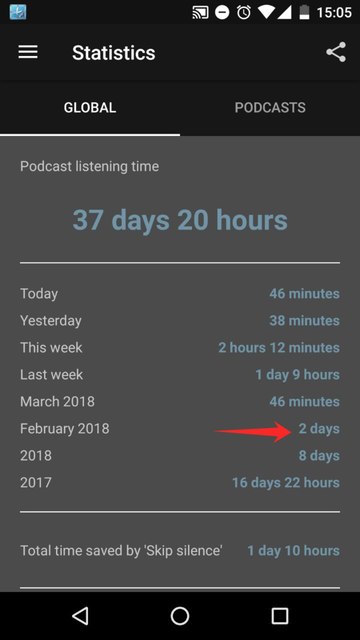 15:05
Statistics
GLOBAL PODCASTS
Podcast listening time
37 days 20 hours
Today 46 minutes
Yesterday 38 minutes
This week 2 hours 12 minutes
Last week 1 day 9 hours
March 2018 46 minutes
February 2018 2 days
2018 8 days
2017 16 days 22 hours
Total time saved by 'Skip silence' 1 day 10 hours